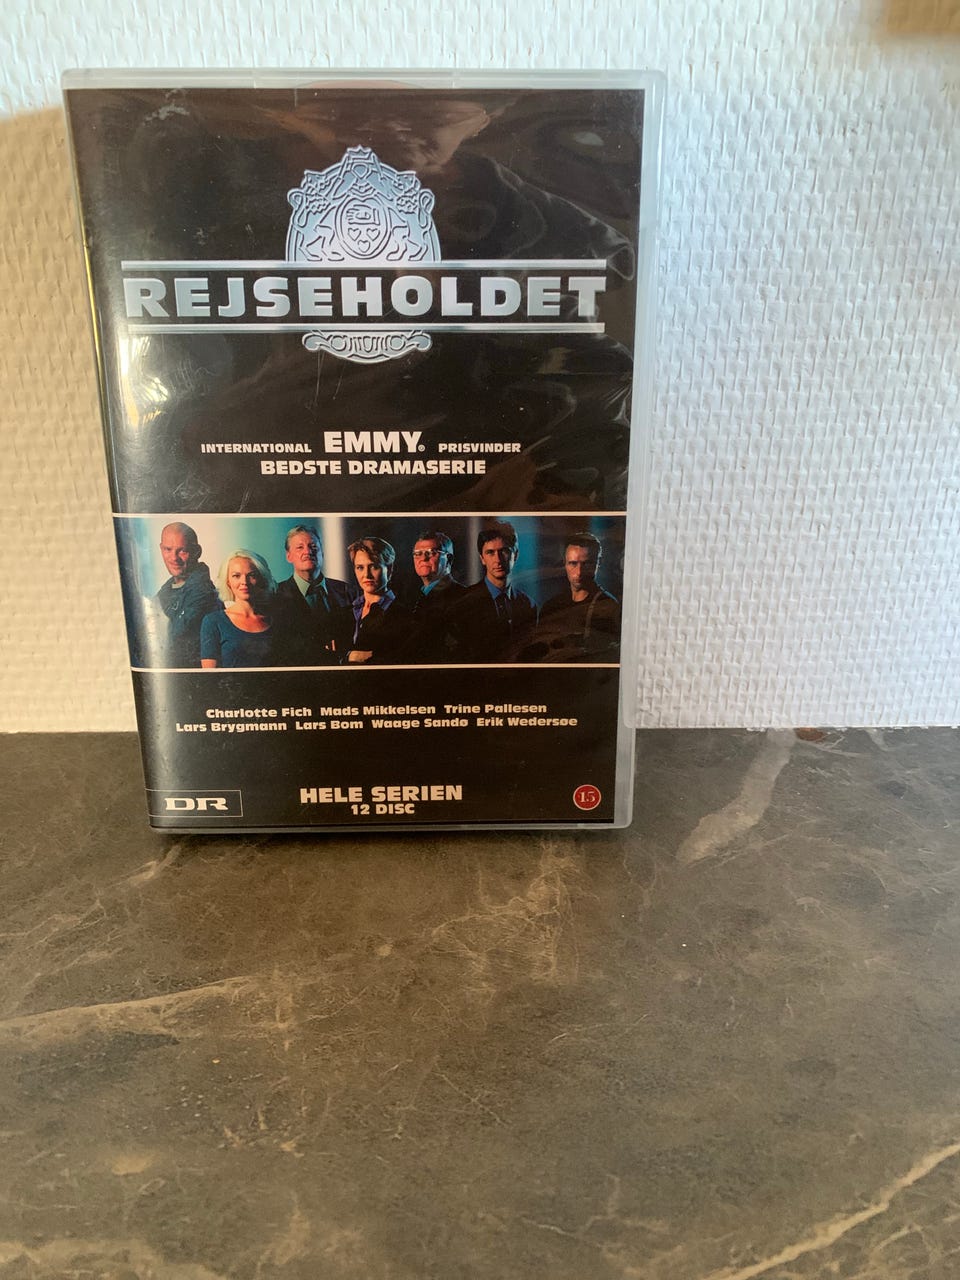 REJSEHOLDET
INTERNATIONAL EMMY® PRISVINDER
BEDSTE DRAMASERIE
Charlotte Fich Mads Mikkelsen Trine Pallesen
Lars Brygmann Lars Bom Waage Sandø Erik Wedersøe
DR
HELE SERIEN
12 DISC
15